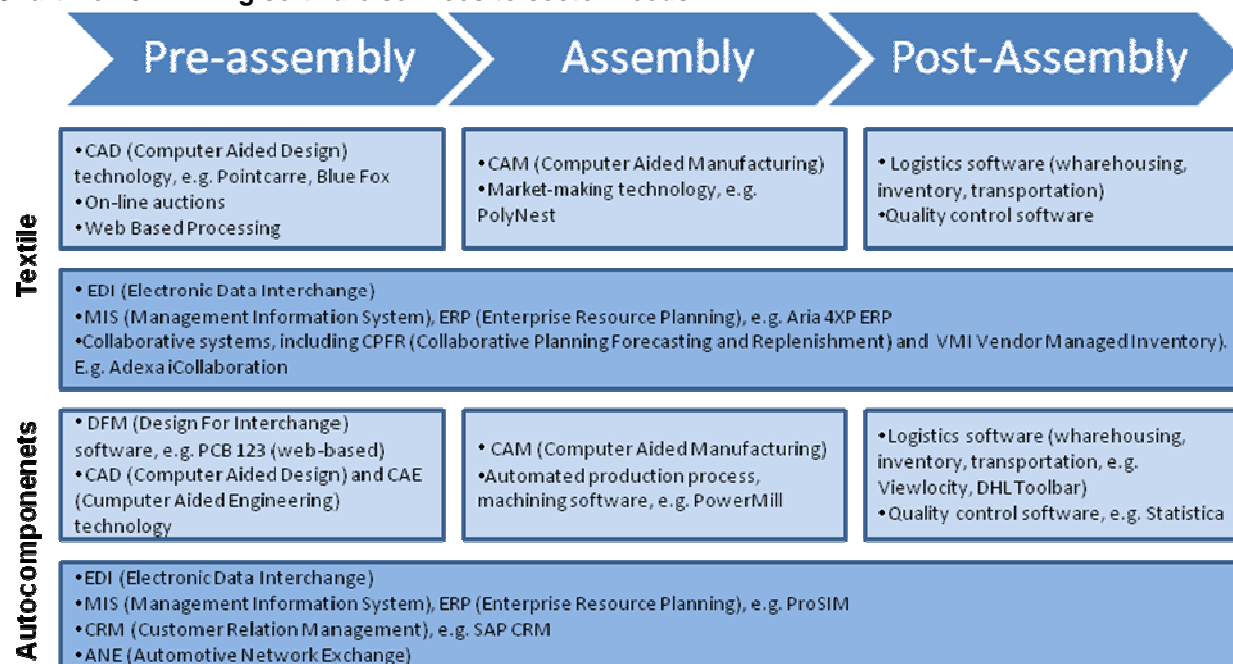 Pre-assembly
Assembly
Post-Assembly
Textile
•CAD (Computer Aided Design)
technology, e.g. Pointcarre, Blue Fox
•On-line auctions
•Web Based Processing
•CAM (Computer Aided Manufacturing)
•Market-making technology, e.g.
PolyNest
• Logistics software (wharehousing,
inventory, transportation)
•Quality control software
• EDI (Electronic Data Interchange)
•MIS (Management Information System), ERP (Enterprise Resource Planning), e.g. Aria 4XP ERP
•Collaborative systems, including CPFR (Collaborative Planning Forecasting and Replenishment) and VMI Vendor Managed Inventory).
E.g. Adexa iCollaboration
Autocomponenets
• DFM (Design For Interchange)
software, e.g. PCB 123 (web-based)
•CAD (Computer Aided Design) and CAE
(Cumputer Aided Engineering)
technology
• CAM (Computer Aided Manufacturing)
•Automated production process,
machining software, e.g. PowerMill
•Logistics software (wharehousing,
inventory, transportation, e.g.
Viewlocity, DHL Toolbar)
•Quality control software, e.g. Statistica
•EDI (Electronic Data Interchange)
•MIS (Management Information System), ERP (Enterprise Resource Planning), e.g. ProSIM
•CRM (Customer Relation Management), e.g. SAP CRM
•ANE (Automotive Network Exchange)